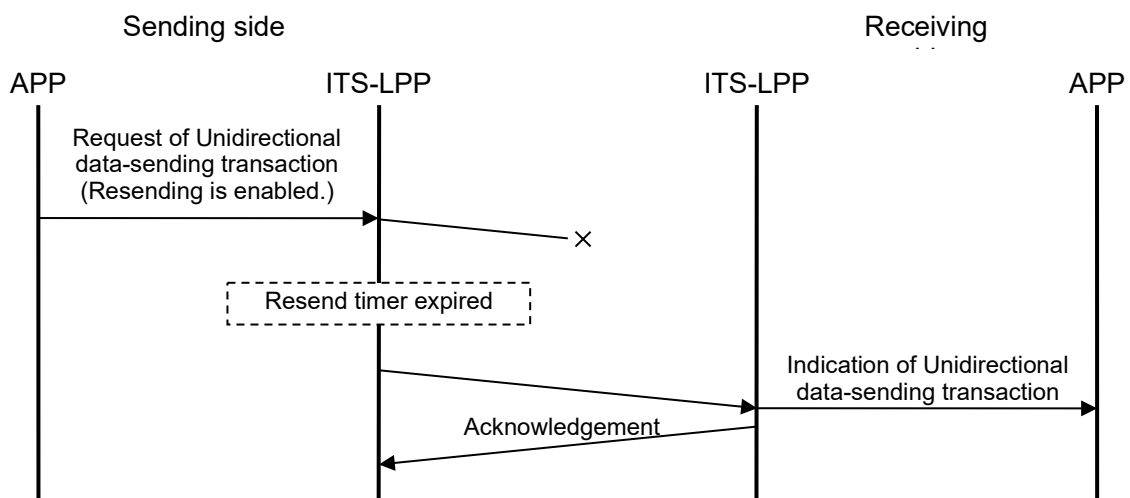 Sending side
Receiving
APP
ITS-LPP
ITS-LPP
APP
Request of Unidirectional
data-sending transaction
(Resending is enabled.)
Resend timer expired
Indication of Unidirectional
data-sending transaction
Acknowledgement